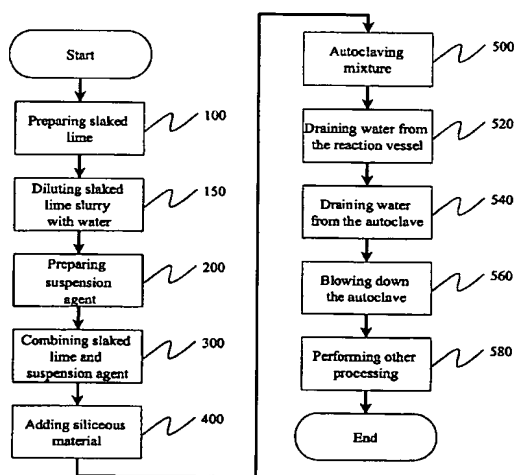 Start
Preparing slaked
lime
100
Diluting slaked
lime slurry
with water
150
Preparing
suspension
agent
200
Combining slaked
lime and
suspension agent
300
Adding siliceous
material
400
Autoclaving
mixture
500
Draining water from
the reaction vessel
520
Draining water
from the autoclave
540
Blowing down
the autoclave
560
Performing other
processing
580
End